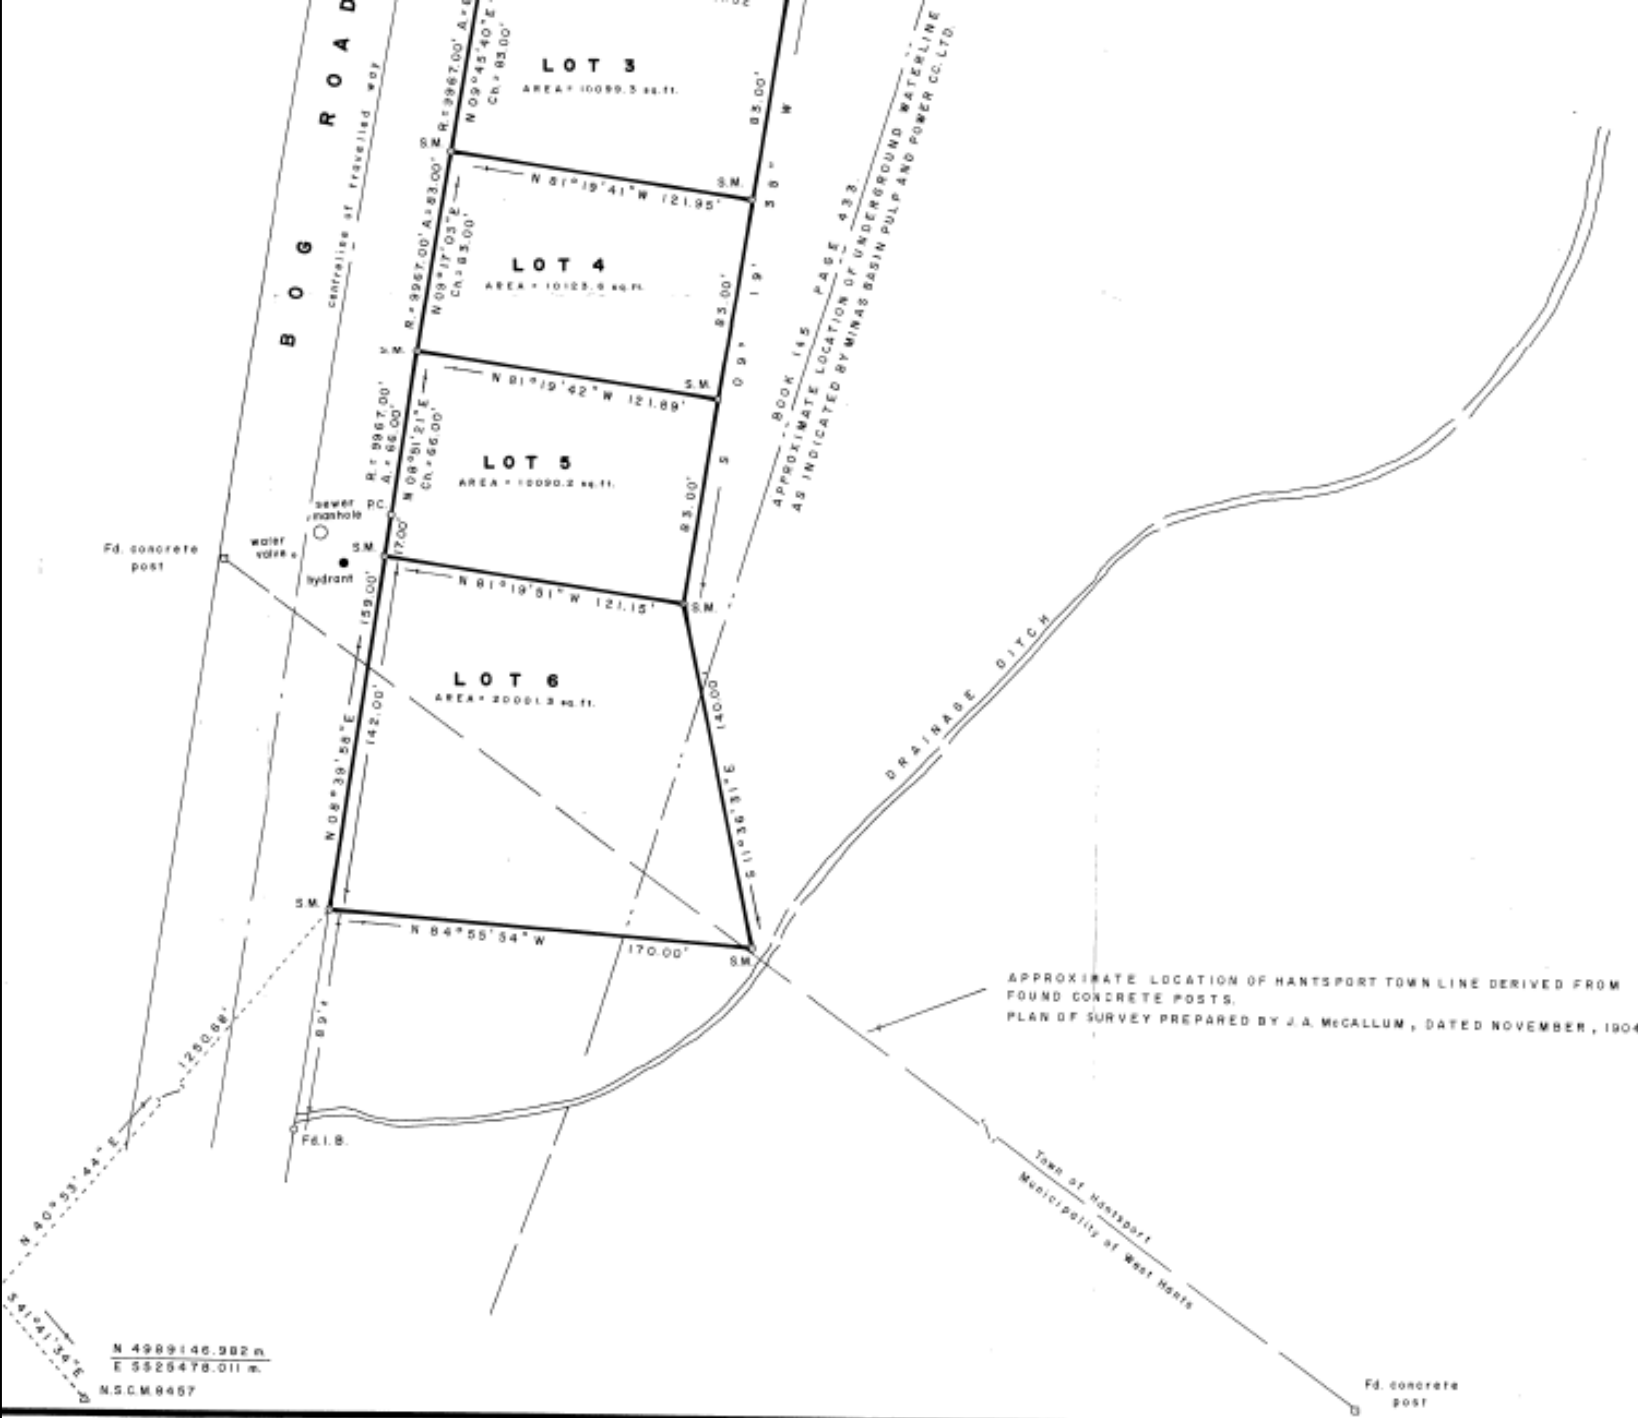 BOG ROAD
centreline of travelled way
R.= 9967.00' A.=
N 09°45'40"E
Ch.= 83.00'
LOT 3
AREA = 10099.3 sq.ft.
83.00'
W
S.M.
S.M.
N 81°19'41"W 121.95'
38"
R.= 9967.00' A.= 83.00'
N 09°17'03"E
Ch.= 83.00'
LOT 4
AREA = 10123.6 sq.ft.
83.00'
19'
S.M.
S.M.
N 81°19'42"W 121.89'
09°
BOOK 145 PAGE 433
APPROXIMATE LOCATION OF UNDERGROUND WATERLINE
AS INDICATED BY MINAS BASIN PULP AND POWER CO. LTD.
R.= 9967.00'
A.= 66.00'
N 08°51'21"E
Ch.= 66.00'
LOT 5
AREA = 10090.2 sq.ft.
83.00'
S
P.C.
sewer
manhole
water
valve
hydrant
Fd. concrete
post
S.M.
17.00'
N 81°19'51"W 121.15'
S.M.
159.00'
N 08°39'58"E
142.00'
LOT 6
AREA = 20001.3 sq.ft.
140.00'
S 11°36'31"E
DRAINAGE DITCH
S.M.
N 84°55'54"W 170.00'
S.M.
APPROXIMATE LOCATION OF HANTSPORT TOWN LINE DERIVED FROM
FOUND CONCRETE POSTS.
PLAN OF SURVEY PREPARED BY J.A. McCALLUM, DATED NOVEMBER, 1904
89'±
1250.68'
N 40°53'44"E
Fd. I.B.
Town of Hantsport
Municipality of West Hants
S 41°41'34"E
N 4989146.982 m.
E 5525478.011 m.
N.S.C.M. 8457
Fd. concrete
post